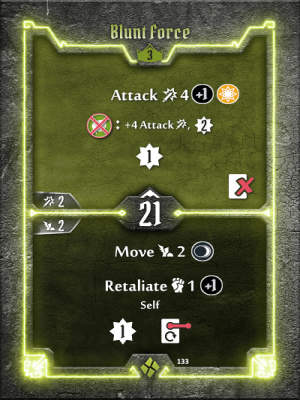 Blunt Force
3
Attack 4 +1
: +4 Attack , 2
1
2
21
2
Move 2
Retaliate 1 +1
Self
1
133